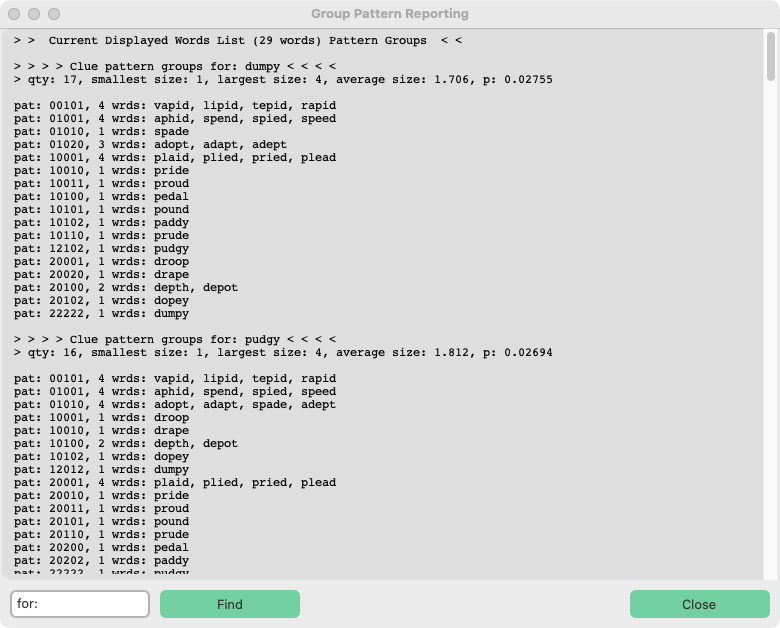 Group Pattern Reporting
> >  Current Displayed Words List (29 words) Pattern Groups  < <
> > > > Clue pattern groups for: dumpy < < < <
> qty: 17, smallest size: 1, largest size: 4, average size: 1.706, p: 0.02755
pat: 00101, 4 wrds: vapid, lipid, tepid, rapid
pat: 01001, 4 wrds: aphid, spend, spied, speed
pat: 01010, 1 wrds: spade
pat: 01020, 3 wrds: adopt, adapt, adept
pat: 10001, 4 wrds: plaid, plied, pried, plead
pat: 10010, 1 wrds: pride
pat: 10011, 1 wrds: proud
pat: 10100, 1 wrds: pedal
pat: 10101, 1 wrds: pound
pat: 10102, 1 wrds: paddy
pat: 10110, 1 wrds: prude
pat: 12102, 1 wrds: pudgy
pat: 20001, 1 wrds: droop
pat: 20020, 1 wrds: drape
pat: 20100, 2 wrds: depth, depot
pat: 20102, 1 wrds: dopey
pat: 22222, 1 wrds: dumpy
> > > > Clue pattern groups for: pudgy < < < <
> qty: 16, smallest size: 1, largest size: 4, average size: 1.812, p: 0.02694
pat: 00101, 4 wrds: vapid, lipid, tepid, rapid
pat: 01001, 4 wrds: aphid, spend, spied, speed
pat: 01010, 4 wrds: adopt, adapt, spade, adept
pat: 10001, 1 wrds: droop
pat: 10010, 1 wrds: drape
pat: 10100, 2 wrds: depth, depot
pat: 10102, 1 wrds: dopey
pat: 12012, 1 wrds: dumpy
pat: 20001, 4 wrds: plaid, plied, pried, plead
pat: 20010, 1 wrds: pride
pat: 20011, 1 wrds: proud
pat: 20101, 1 wrds: pound
pat: 20110, 1 wrds: prude
pat: 20200, 1 wrds: pedal
pat: 20202, 1 wrds: paddy
pat: 22222, 1 wrds: pudgy
for:
Find
Close